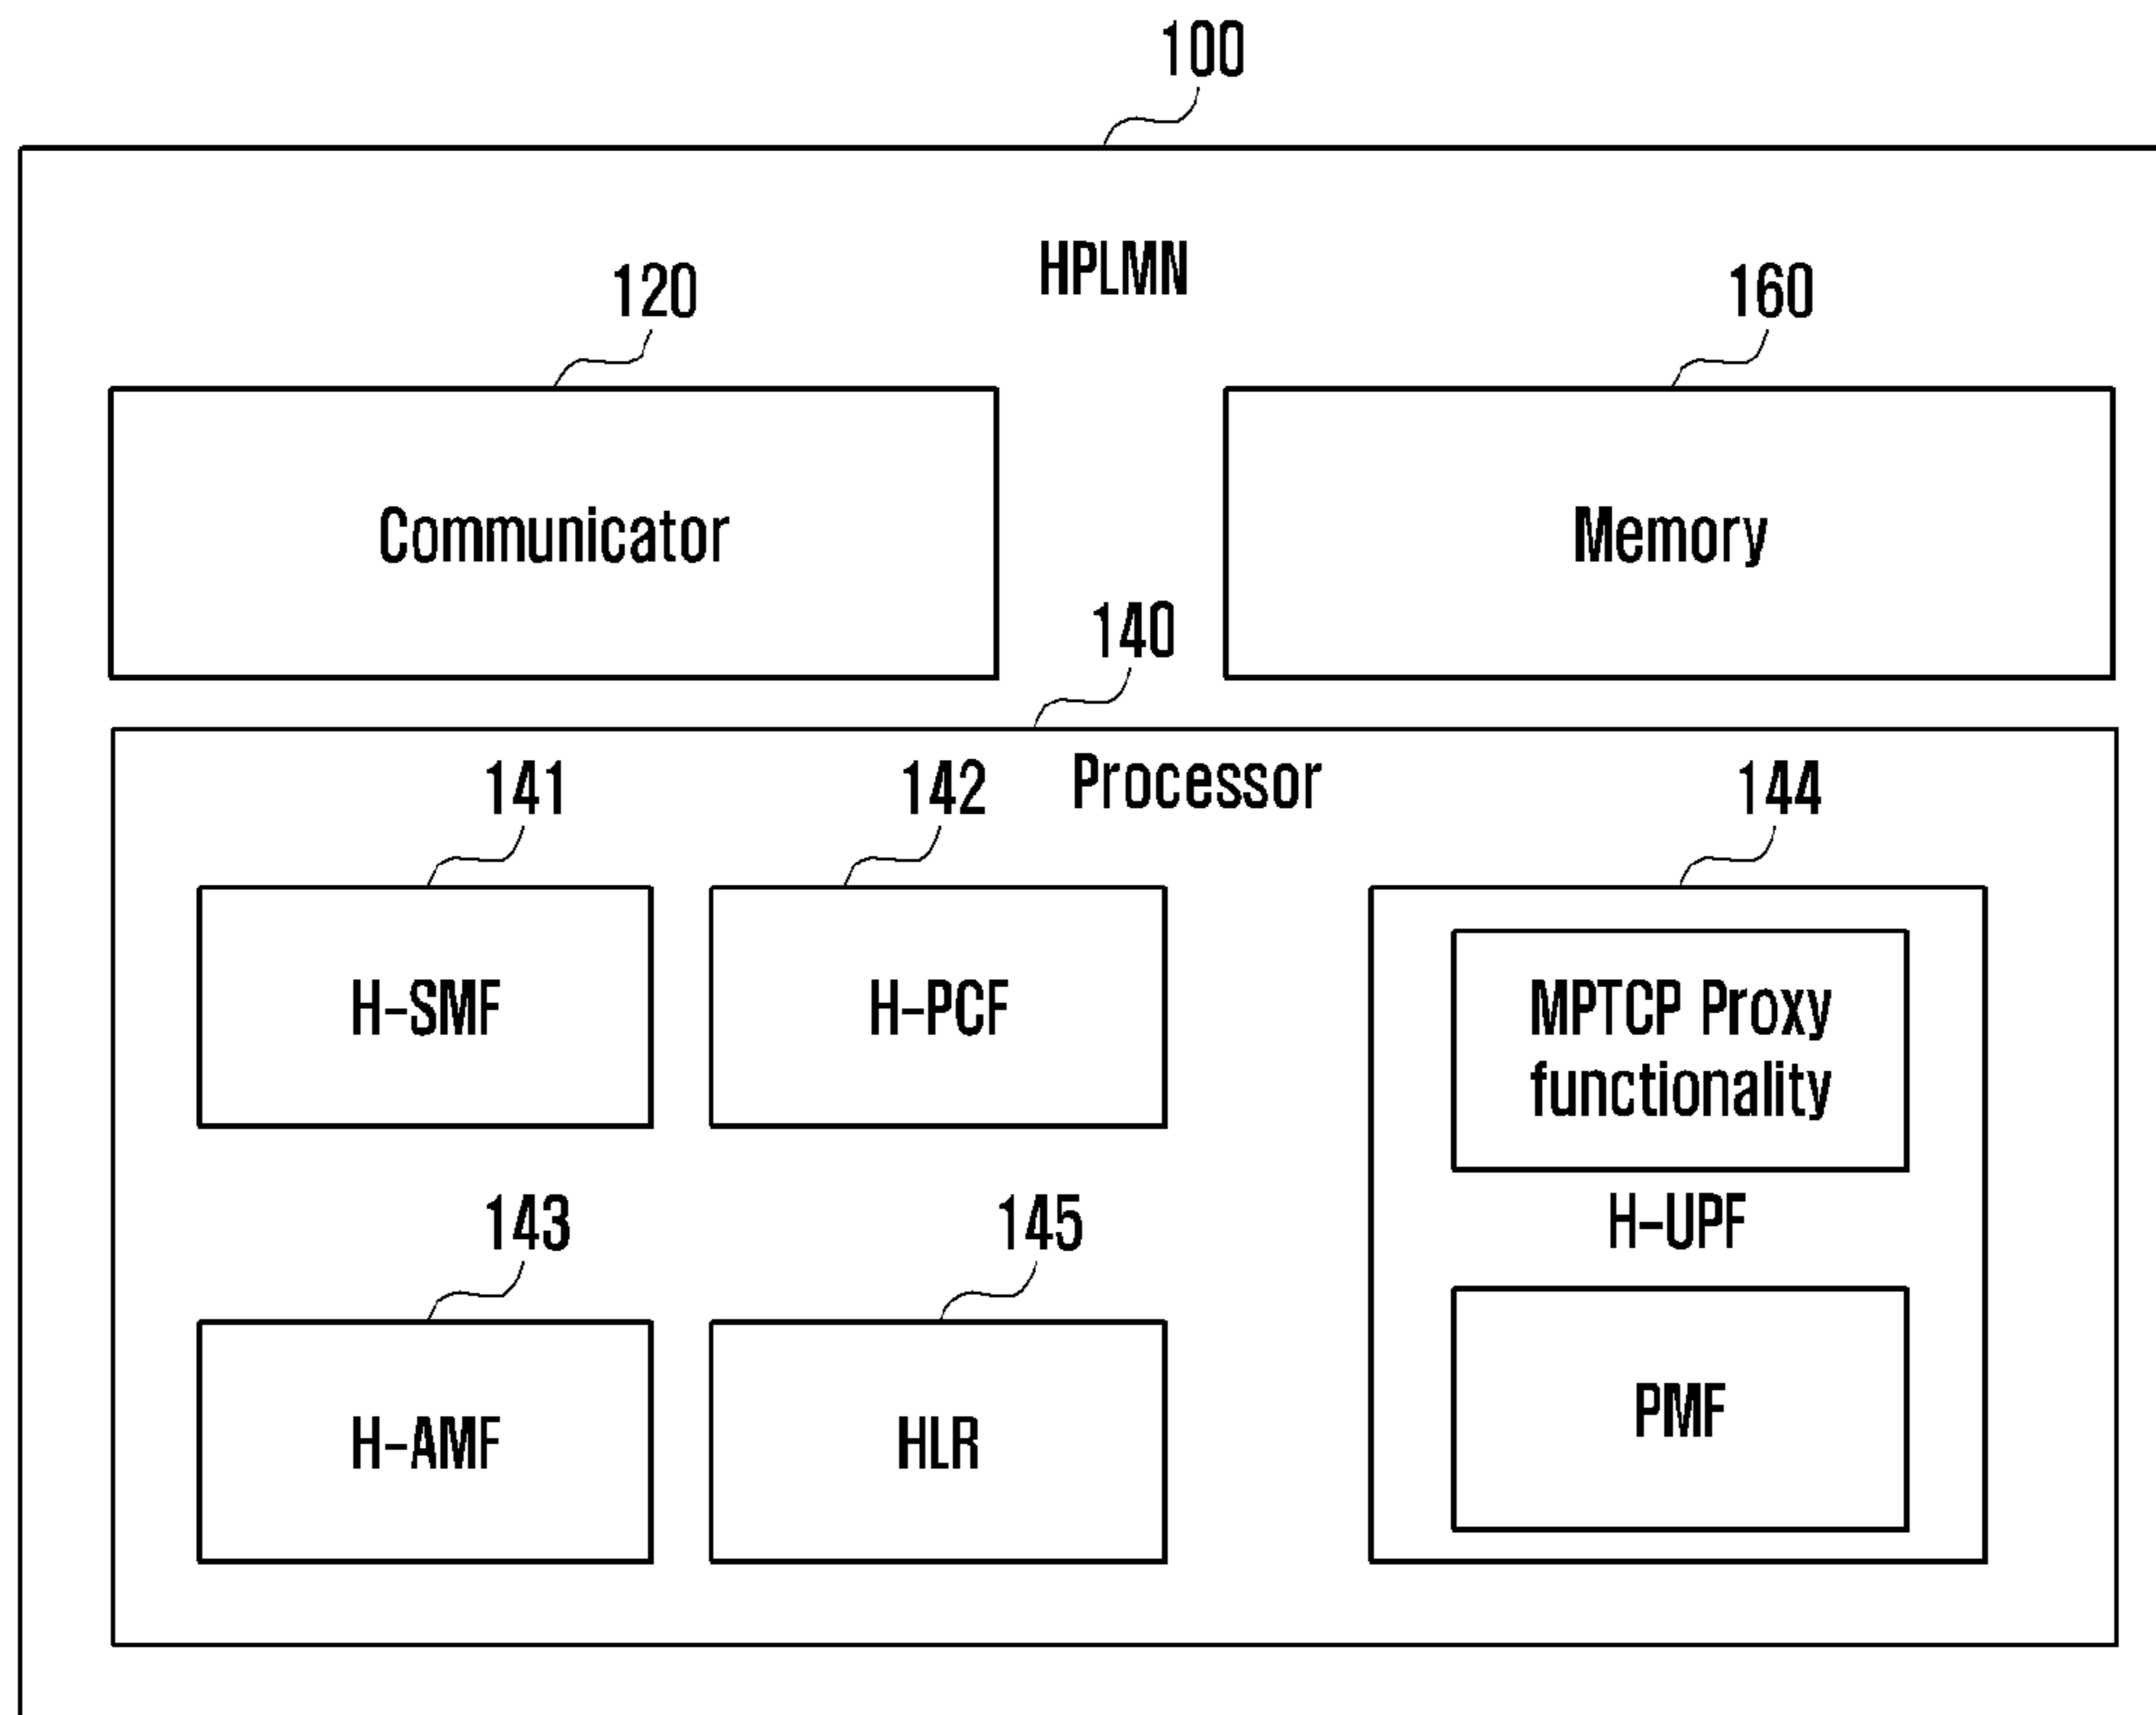 100
HPLMN
120
160
Communicator
Memory
140
Processor
141
142
144
H-SMF
H-PCF
MPTCP Proxy
functionality
H-UPF
143
145
H-AMF
HLR
PMF